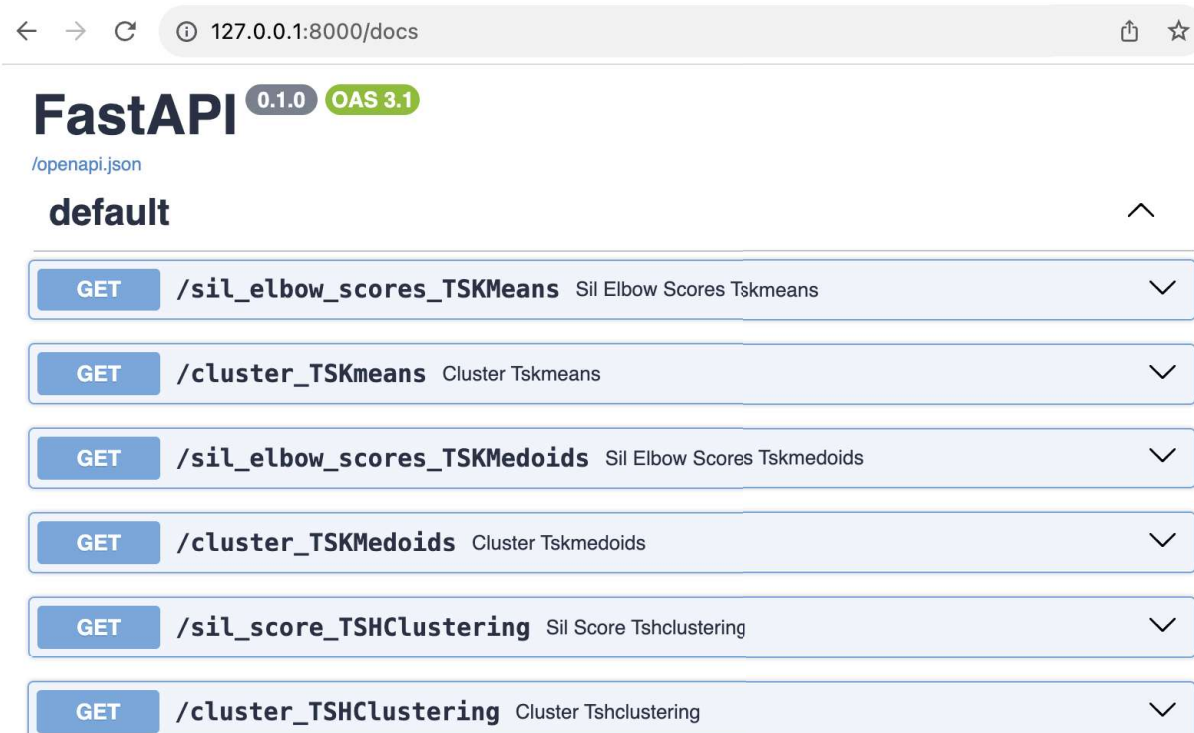 127.0.0.1:8000/docs
FastAPI 0.1.0 OAS 3.1
/openapi.json
default
GET /sil_elbow_scores_TSKMeans Sil Elbow Scores Tskmeans
GET /cluster_TSKmeans Cluster Tskmeans
GET /sil_elbow_scores_TSKMedoids Sil Elbow Scores Tskmedoids
GET /cluster_TSKMedoids Cluster Tskmedoids
GET /sil_score_TSHClustering Sil Score Tshclustering
GET /cluster_TSHClustering Cluster Tshclustering